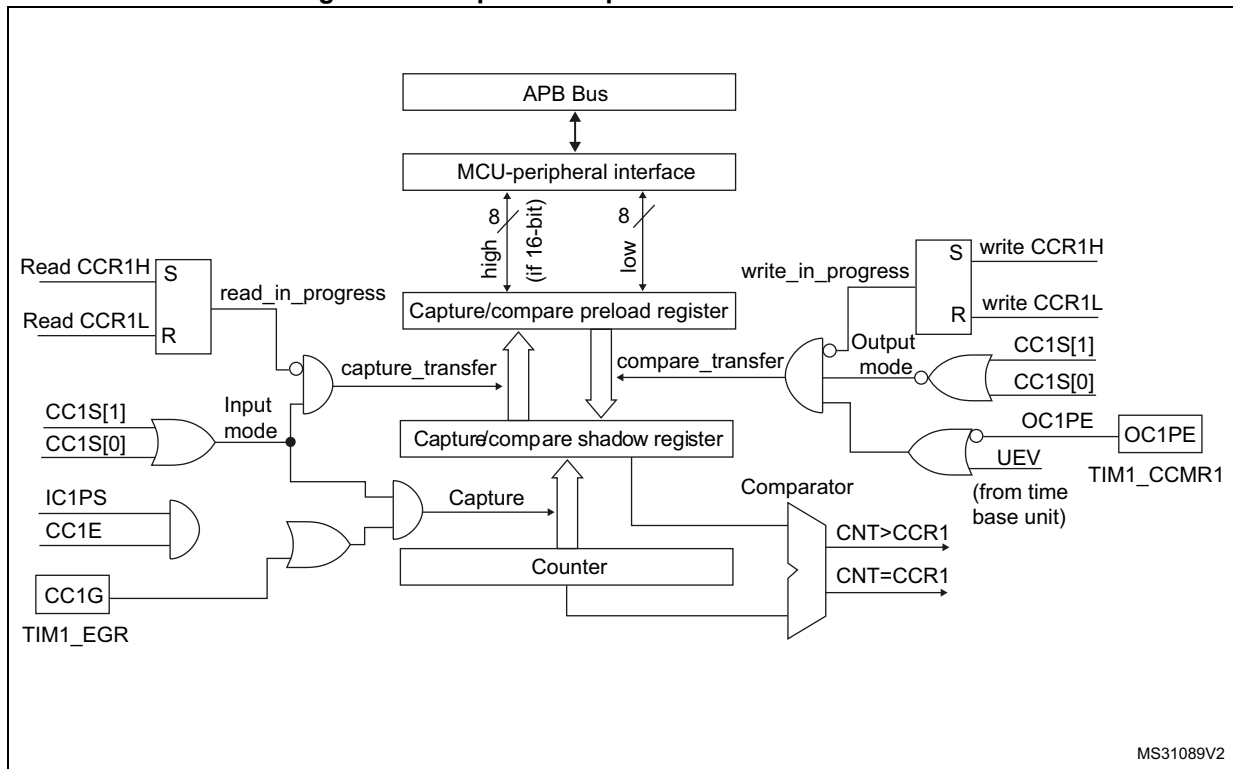 APB Bus
MCU-peripheral interface
8
high
(if 16-bit)
8
low
Read CCR1H
S
read_in_progress
Read CCR1L
R
write_in_progress
S
write CCR1H
R
write CCR1L
Capture/compare preload register
capture_transfer
compare_transfer
Output
mode
CC1S[1]
CC1S[0]
CC1S[1]
CC1S[0]
Input
mode
Capture/compare shadow register
OC1PE
OC1PE
UEV
TIM1_CCMR1
(from time
base unit)
IC1PS
CC1E
Capture
Comparator
CNT>CCR1
Counter
CNT=CCR1
CC1G
TIM1_EGR
MS31089V2